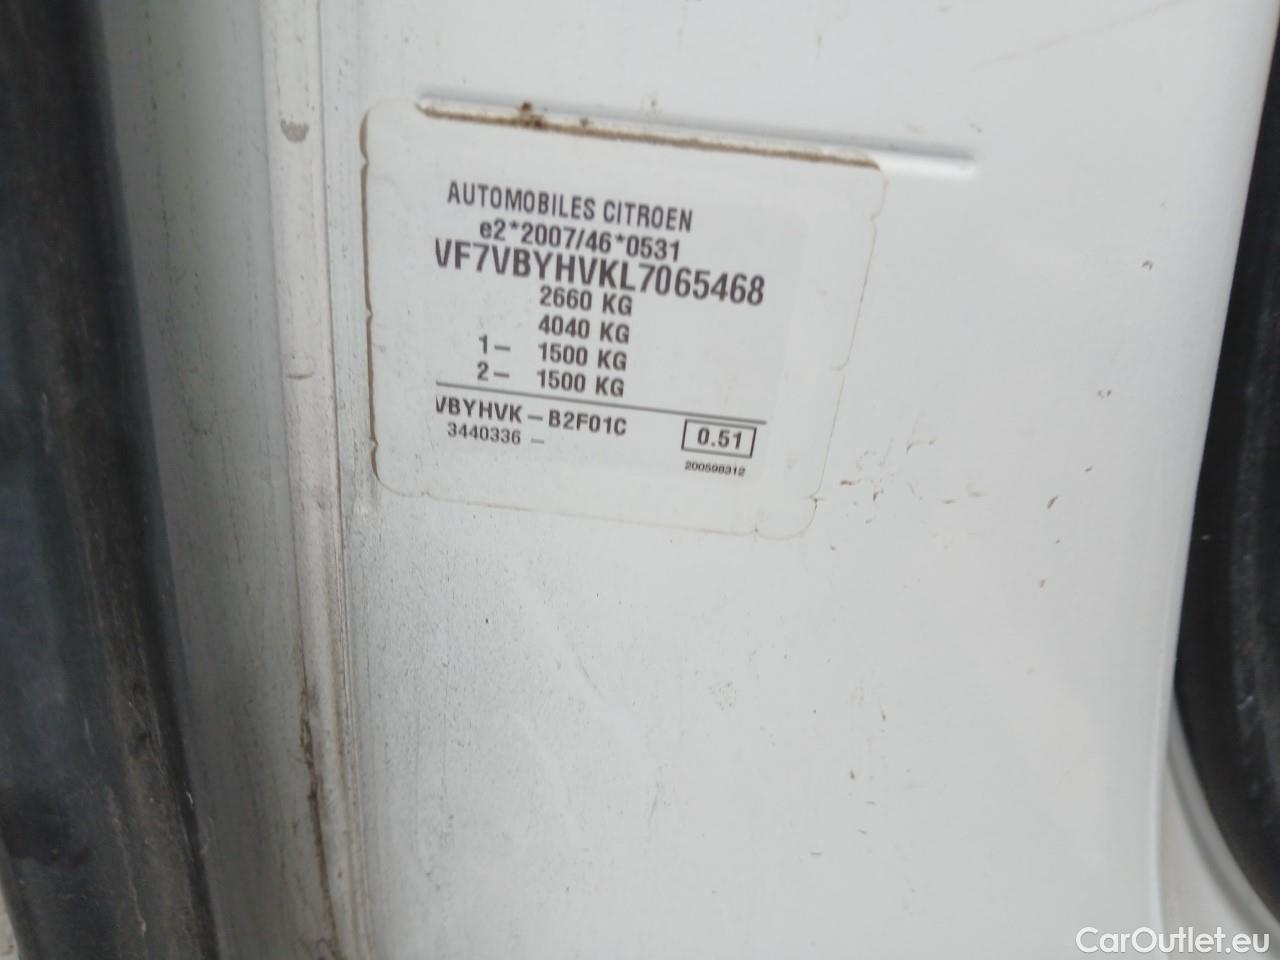 AUTOMOBILES CITROEN
e2*2007/46*0531
VF7VBYHVKL7065468
2660 KG
4040 KG
1- 1500 KG
2- 1500 KG
VBYHVK - B2F01C
0.51
3440336 -
200598312
CarOutlet.eu